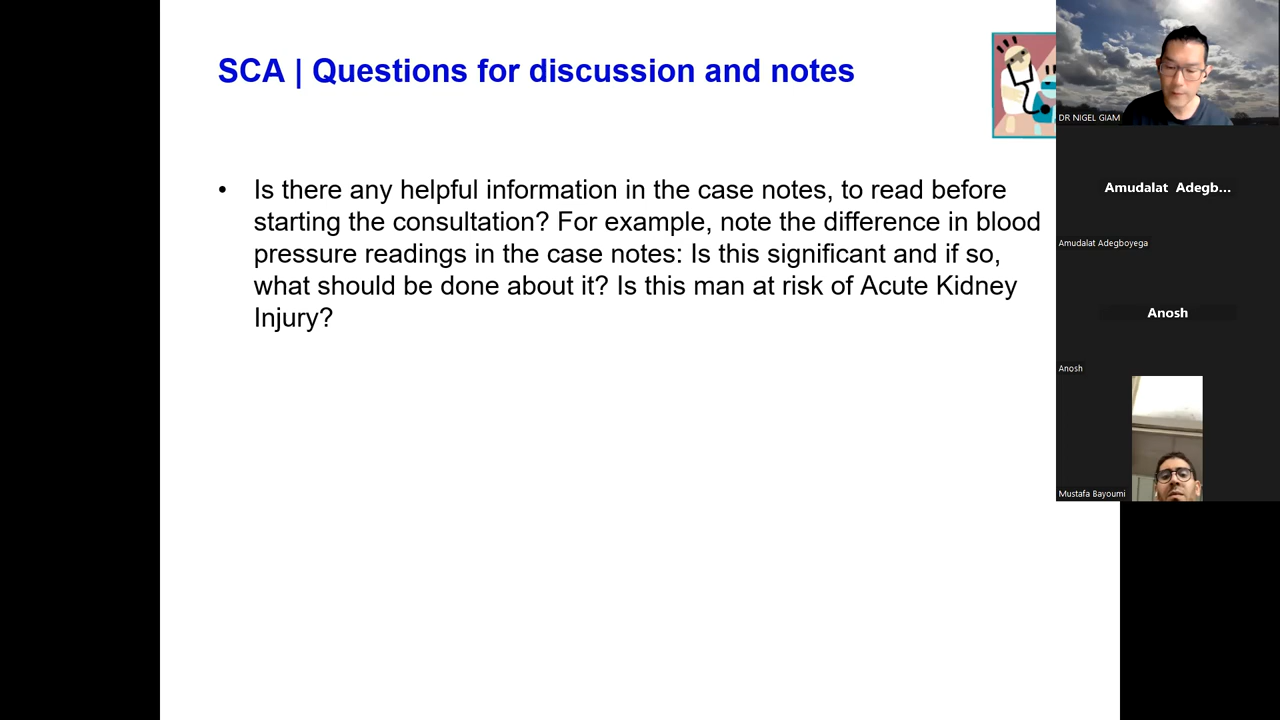 SCA | Questions for discussion and notes
• Is there any helpful information in the case notes, to read before
starting the consultation? For example, note the difference in blood
pressure readings in the case notes: Is this significant and if so,
what should be done about it? Is this man at risk of Acute Kidney
Injury?
DR NIGEL GIAM
Amudalat Adegb...
Amudalat Adegboyega
Anosh
Anosh
Mustafa Bayoumi